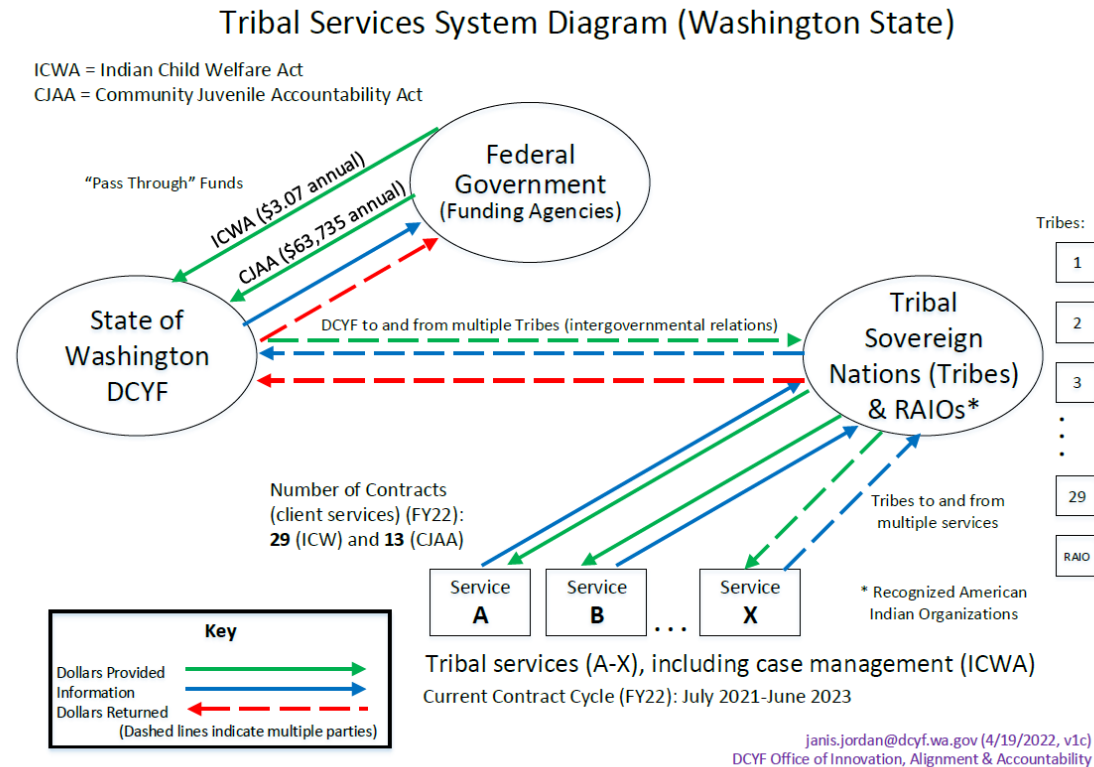 Tribal Services System Diagram (Washington State)
ICWA = Indian Child Welfare Act
CJAA = Community Juvenile Accountability Act
"Pass Through" Funds
ICWA ($3.07 annual)
CJAA ($63,735 annual)
Federal
Government
(Funding Agencies)
State of
Washington
DCYF
DCYF to and from multiple Tribes (intergovernmental relations)
Tribal
Sovereign
Nations (Tribes)
& RAIOs*
Tribes:
1
2
3
.
.
.
29
RAIO
Number of Contracts
(client services) (FY22):
29 (ICW) and 13 (CJAA)
Tribes to and from
multiple services
* Recognized American
Indian Organizations
Service
A
Service
B
. . .
Service
X
Tribal services (A-X), including case management (ICWA)
Current Contract Cycle (FY22): July 2021-June 2023
Key
Dollars Provided
Information
Dollars Returned
(Dashed lines indicate multiple parties)
janis.jordan@dcyf.wa.gov (4/19/2022, v1c)
DCYF Office of Innovation, Alignment & Accountability